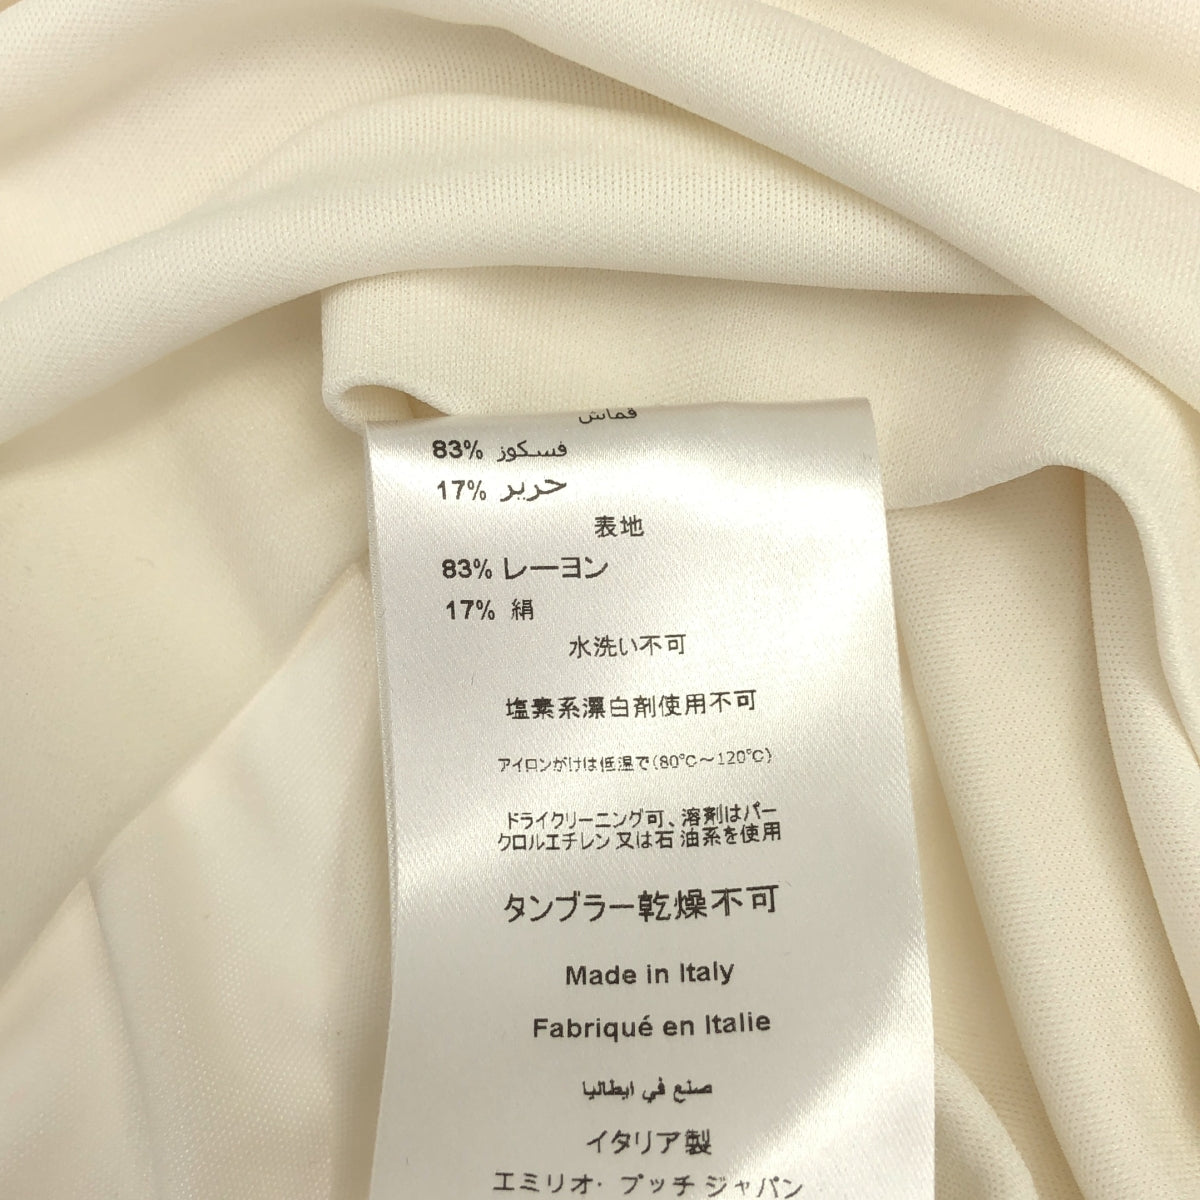 قماش
83% فسكوز
17% حرير
表地
83% レーヨン
17% 絹
水洗い不可
塩素系漂白剤使用不可
アイロンがけは低温で(80℃～120℃)
ドライクリーニング可、溶剤はパー
クロルエチレン又は石 油系を使用
タンブラー乾燥不可
Made in Italy
Fabriqué en Italie
صنع في ايطاليا
イタリア製
エミリオ・プッチ ジャパン